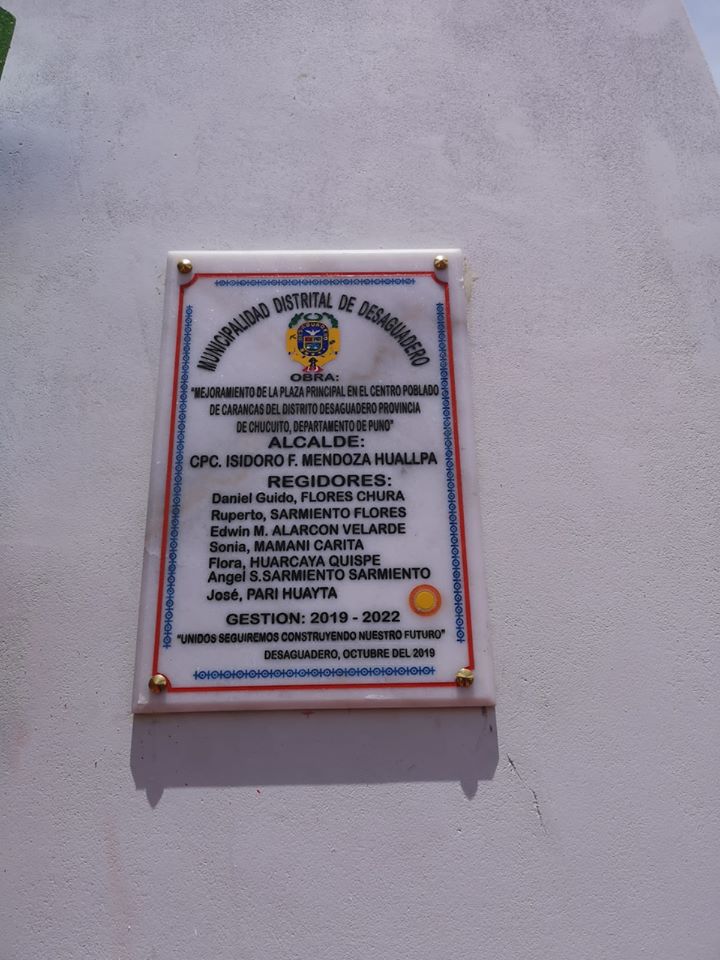 MUNICIPALIDAD DISTRITAL DE DESAGUADERO
OBRA:
"MEJORAMIENTO DE LA PLAZA PRINCIPAL EN EL CENTRO POBLADO
DE CARANCAS DEL DISTRITO DESAGUADERO PROVINCIA
DE CHUCUITO, DEPARTAMENTO DE PUNO"
ALCALDE:
CPC. ISIDORO F. MENDOZA HUALLPA
REGIDORES:
Daniel Guido, FLORES CHURA
Ruperto, SARMIENTO FLORES
Edwin M. ALARCON VELARDE
Sonia, MAMANI CARITA
Flora, HUARCAYA QUISPE
Angel S.SARMIENTO SARMIENTO
José, PARI HUAYTA
GESTION: 2019 - 2022
"UNIDOS SEGUIREMOS CONSTRUYENDO NUESTRO FUTURO"
DESAGUADERO, OCTUBRE DEL 2019